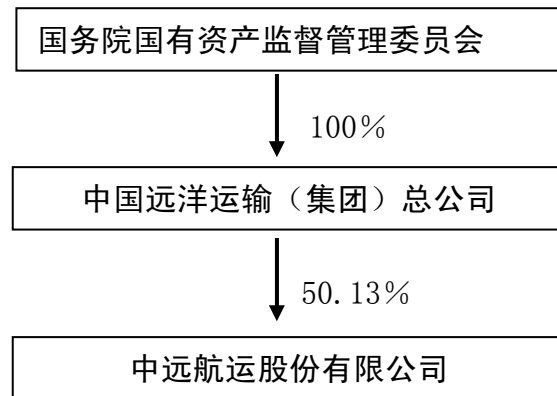 国务院国有资产监督管理委员会
100%
中国远洋运输（集团）总公司
50.13%
中远航运股份有限公司